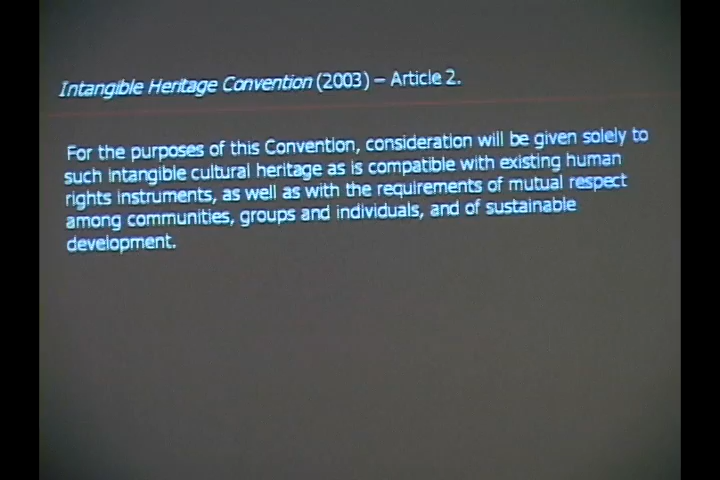 Intangible Heritage Convention (2003) – Article 2.
For the purposes of this Convention, consideration will be given solely to
such intangible cultural heritage as is compatible with existing human
rights instruments, as well as with the requirements of mutual respect
among communities, groups and individuals, and of sustainable
development.